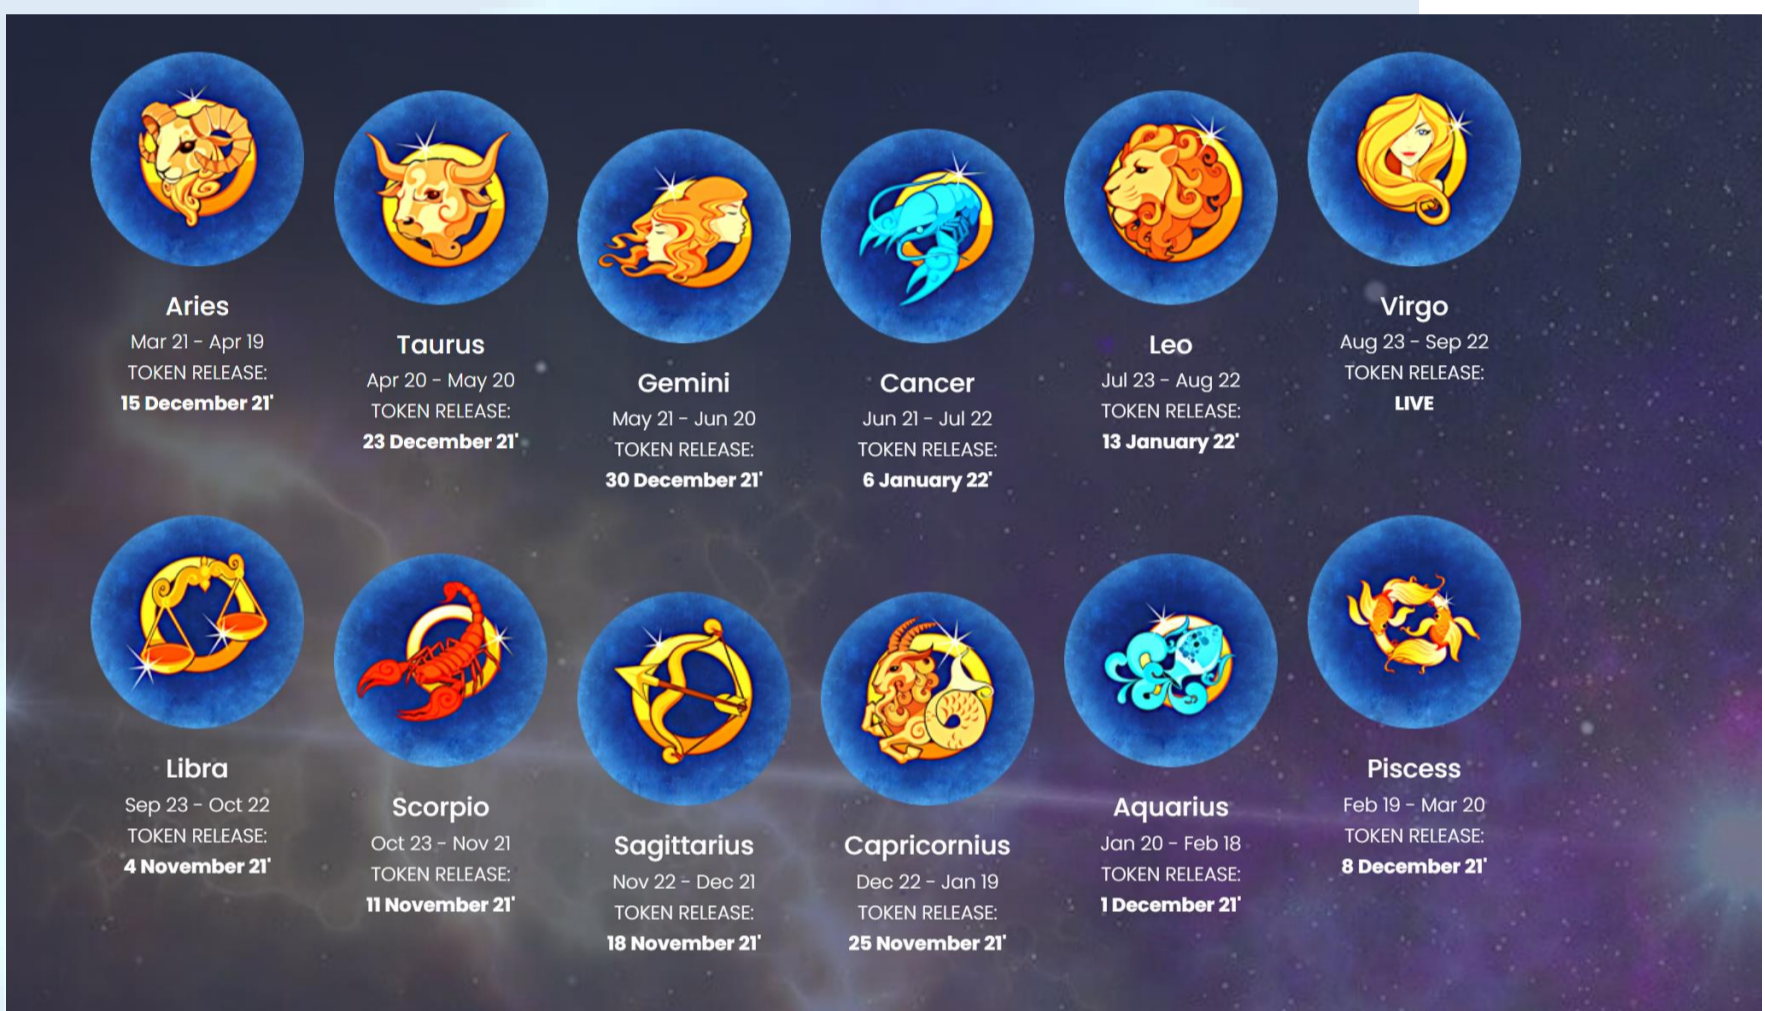 Aries
Mar 21 - Apr 19
TOKEN RELEASE:
15 December 21'
Taurus
Apr 20 - May 20
TOKEN RELEASE:
23 December 21'
Gemini
May 21 - Jun 20
TOKEN RELEASE:
30 December 21'
Cancer
Jun 21 - Jul 22
TOKEN RELEASE:
6 January 22'
Leo
Jul 23 - Aug 22
TOKEN RELEASE:
13 January 22'
Virgo
Aug 23 - Sep 22
TOKEN RELEASE:
LIVE
Libra
Sep 23 - Oct 22
TOKEN RELEASE:
4 November 21'
Scorpio
Oct 23 - Nov 21
TOKEN RELEASE:
11 November 21'
Sagittarius
Nov 22 - Dec 21
TOKEN RELEASE:
18 November 21'
Capricornius
Dec 22 - Jan 19
TOKEN RELEASE:
25 November 21'
Aquarius
Jan 20 - Feb 18
TOKEN RELEASE:
1 December 21'
Piscess
Feb 19 - Mar 20
TOKEN RELEASE:
8 December 21'